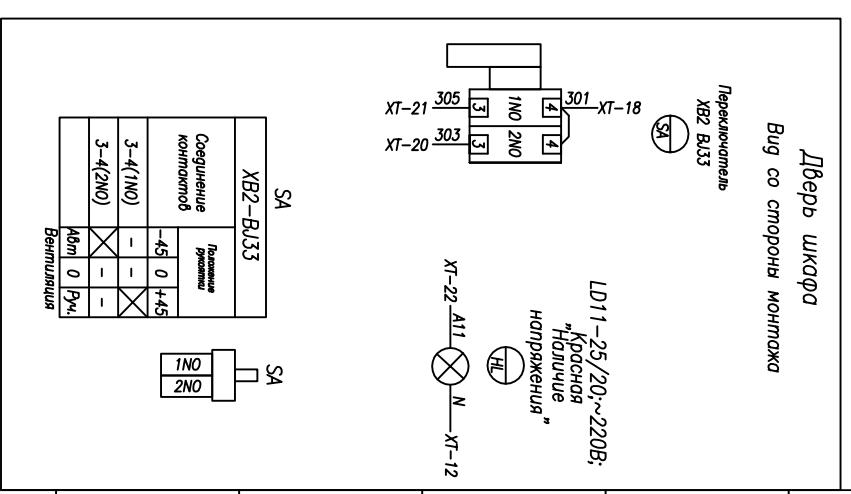 Дверь шкафа
Вид со стороны монтажа
Переключатель
XB2 BJ33
SA
XT-21 305 3 1NO 4 301 XT-18
XT-20 303 3 2NO 4
LD11-25/20;~220В;
„Красная
Наличие
напряжения"
HL
XT-22 A11 N XT-12
SA
XB2-BJ33
Соединение
контактов
Положение
рукоятки
-45 0 +45
3-4(1NO) - -
3-4(2NO) - -
Авт 0 Руч.
Вентиляция
SA
1NO
2NO